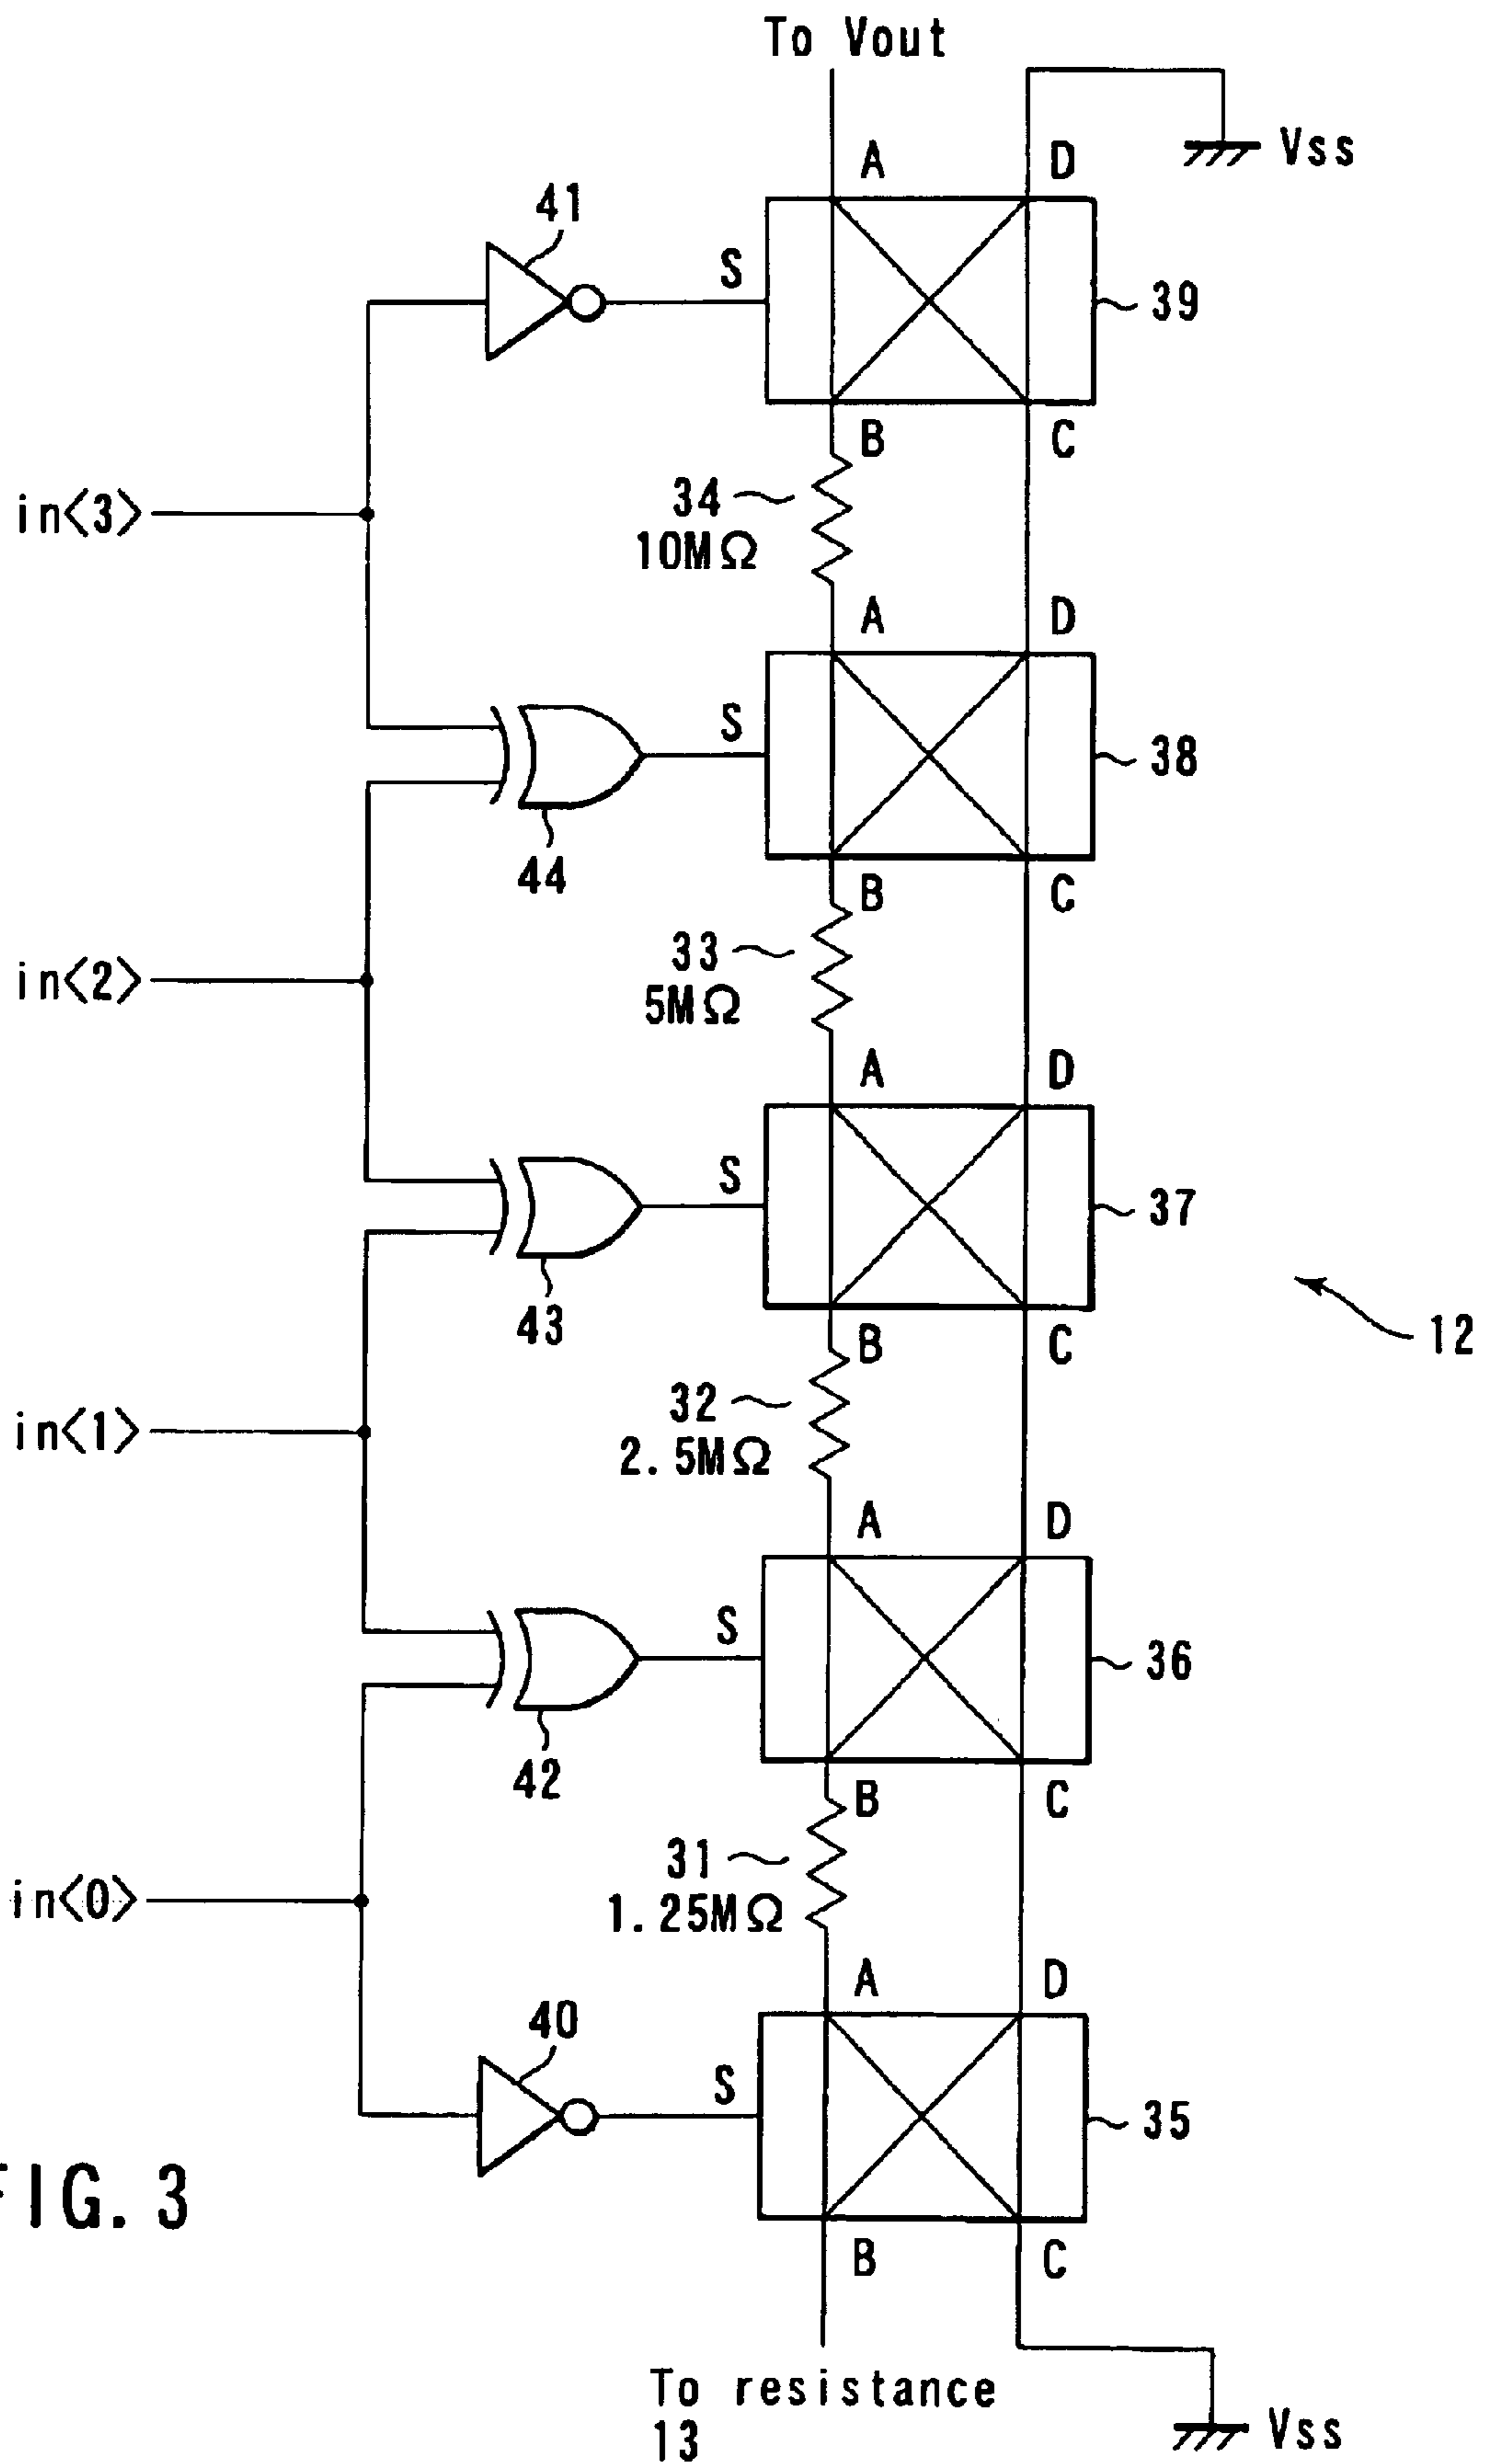 To Vout
A D Vss
41
S 39
B C
in<3>
34
10MΩ
A D
S 38
44
B C
in<2>
33
5MΩ
A D
S 37
43
B C
12
in<1>
32
2.5MΩ
A D
S 36
42
B C
in<0>
31
1.25MΩ
A D
40
S 35
FIG. 3
B C
To resistance
13
Vss